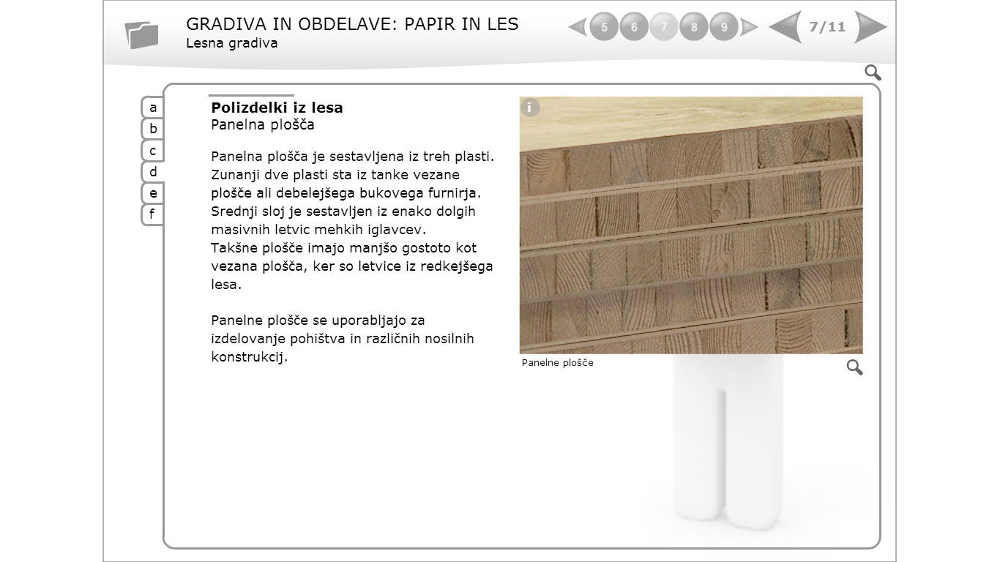 GRADIVA IN OBDELAVE: PAPIR IN LES
Lesna gradiva
5 6 7 8 9
7/11
a
b
c
d
e
f
Polizdelki iz lesa
Panelna plošča
Panelna plošča je sestavljena iz treh plasti.
Zunanji dve plasti sta iz tanke vezane
plošče ali debelejšega bukovega furnirja.
Srednji sloj je sestavljen iz enako dolgih
masivnih letvic mehkih iglavcev.
Takšne plošče imajo manjšo gostoto kot
vezana plošča, ker so letvice iz redkejšega
lesa.
Panelne plošče se uporabljajo za
izdelovanje pohištva in različnih nosilnih
konstrukcij.
i
Panelne plošče